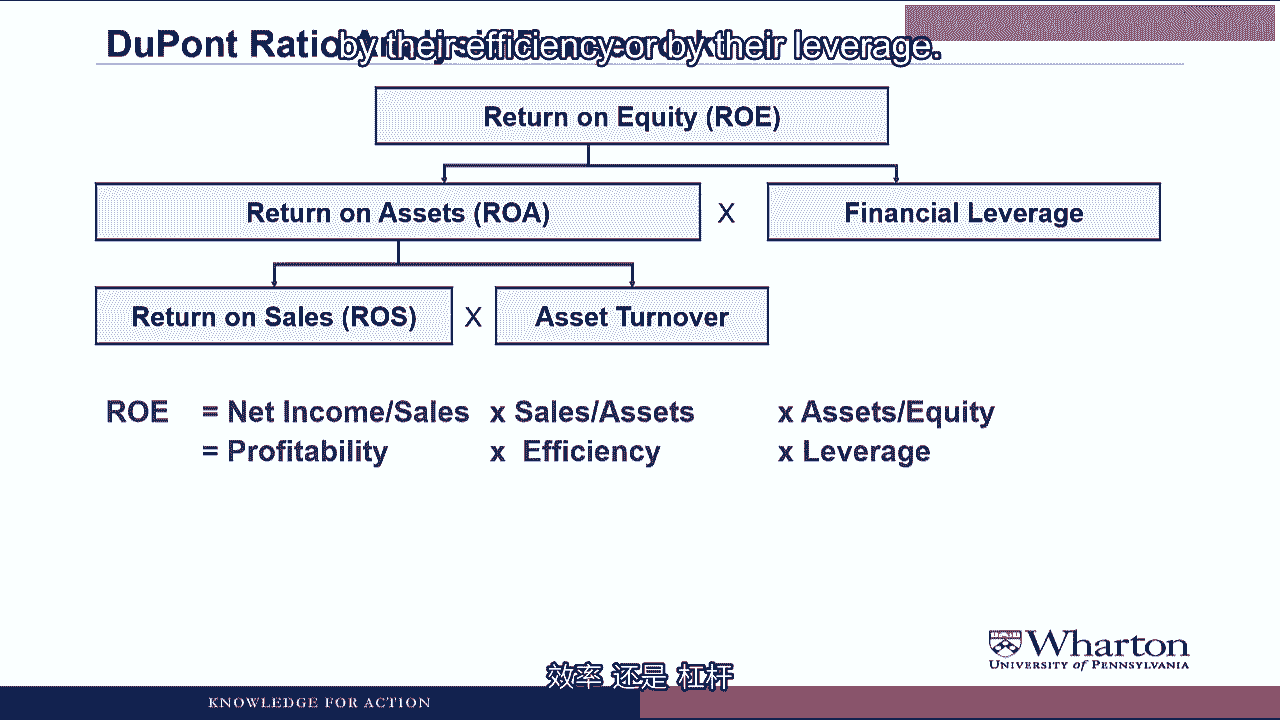 DuPont Ratio
by their efficiency or by their leverage.
Return on Equity (ROE)
Return on Assets (ROA) X Financial Leverage
Return on Sales (ROS) X Asset Turnover
ROE = Net Income/Sales x Sales/Assets x Assets/Equity
= Profitability x Efficiency x Leverage
Wharton
UNIVERSITY of PENNSYLVANIA
效率 还是 杠杆
KNOWLEDGE FOR ACTION